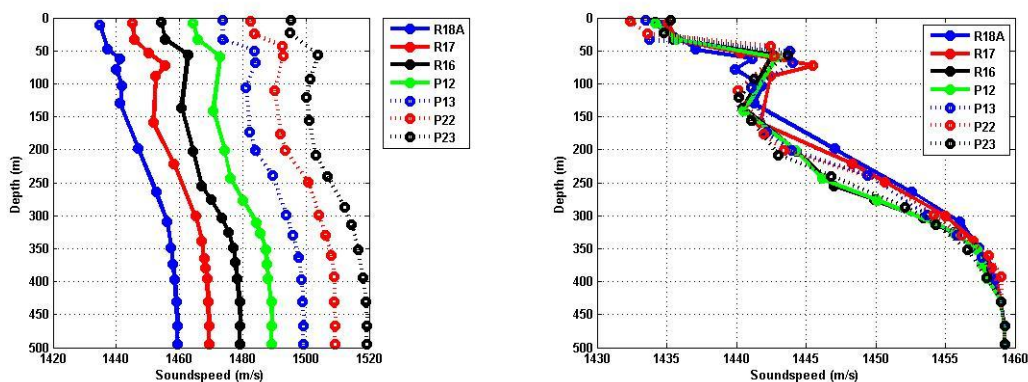 0
50
100
150
200
250
300
350
400
450
500
Depth (m)
1420 1440 1460 1480 1500 1520
Soundspeed (m/s)
R18A
R17
R16
P12
P13
P22
P23
0
50
100
150
200
250
300
350
400
450
500
Depth (m)
1430 1435 1440 1445 1450 1455 1460
Soundspeed (m/s)
R18A
R17
R16
P12
P13
P22
P23